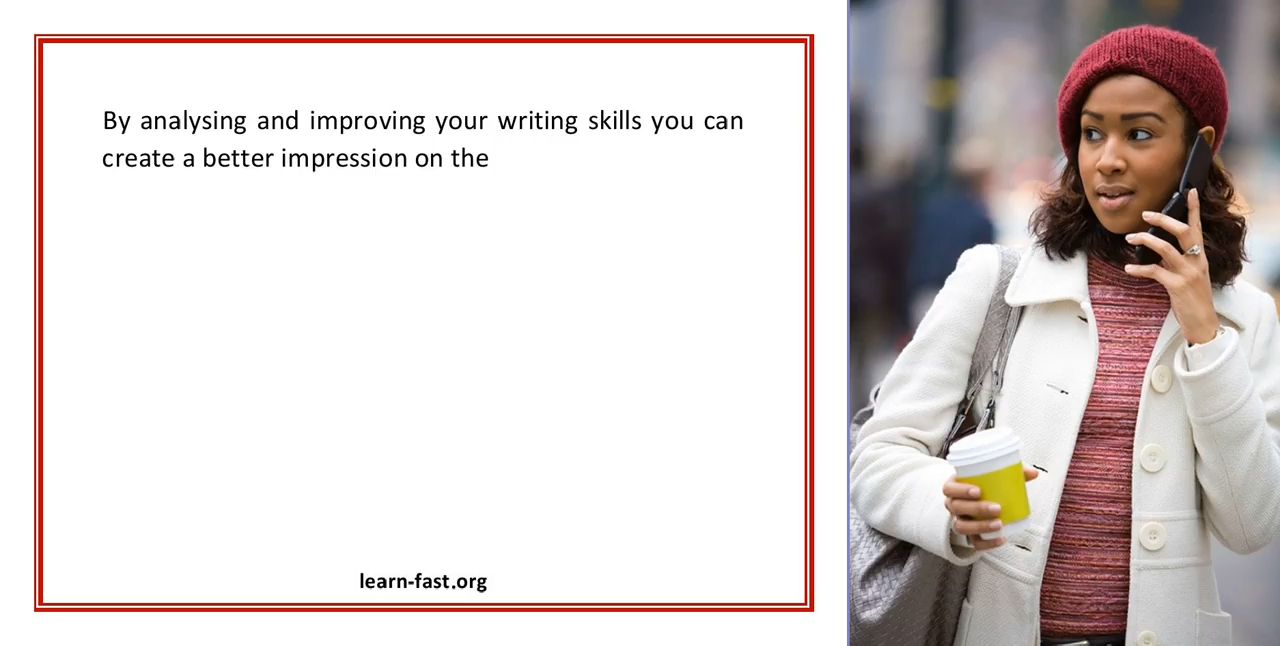 By analysing and improving your writing skills you can
create a better impression on the
learn-fast.org